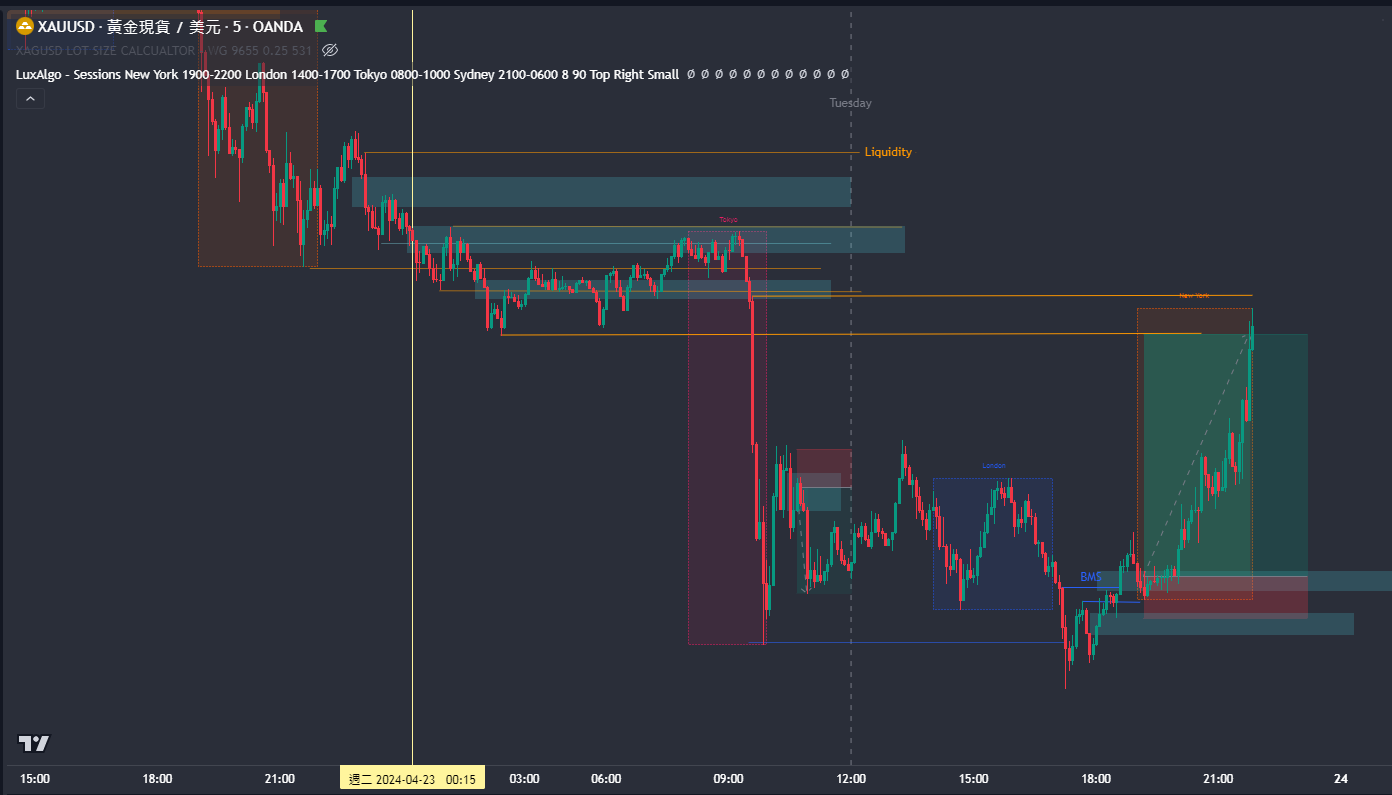 XAUUSD · 黃金現貨 / 美元 · 5 · OANDA
XAGUSD LOT SIZE CALCUALTOR - WG 9655 0.25 531
LuxAlgo - Sessions New York 1900-2200 London 1400-1700 Tokyo 0800-1000 Sydney 2100-0600 8 90 Top Right Small Ø Ø Ø Ø Ø Ø Ø Ø Ø Ø Ø Ø
Tuesday
Liquidity
Tokyo
New York
London
BMS
15:00 18:00 21:00 週二 2024-04-23 00:15 03:00 06:00 09:00 12:00 15:00 18:00 21:00 24